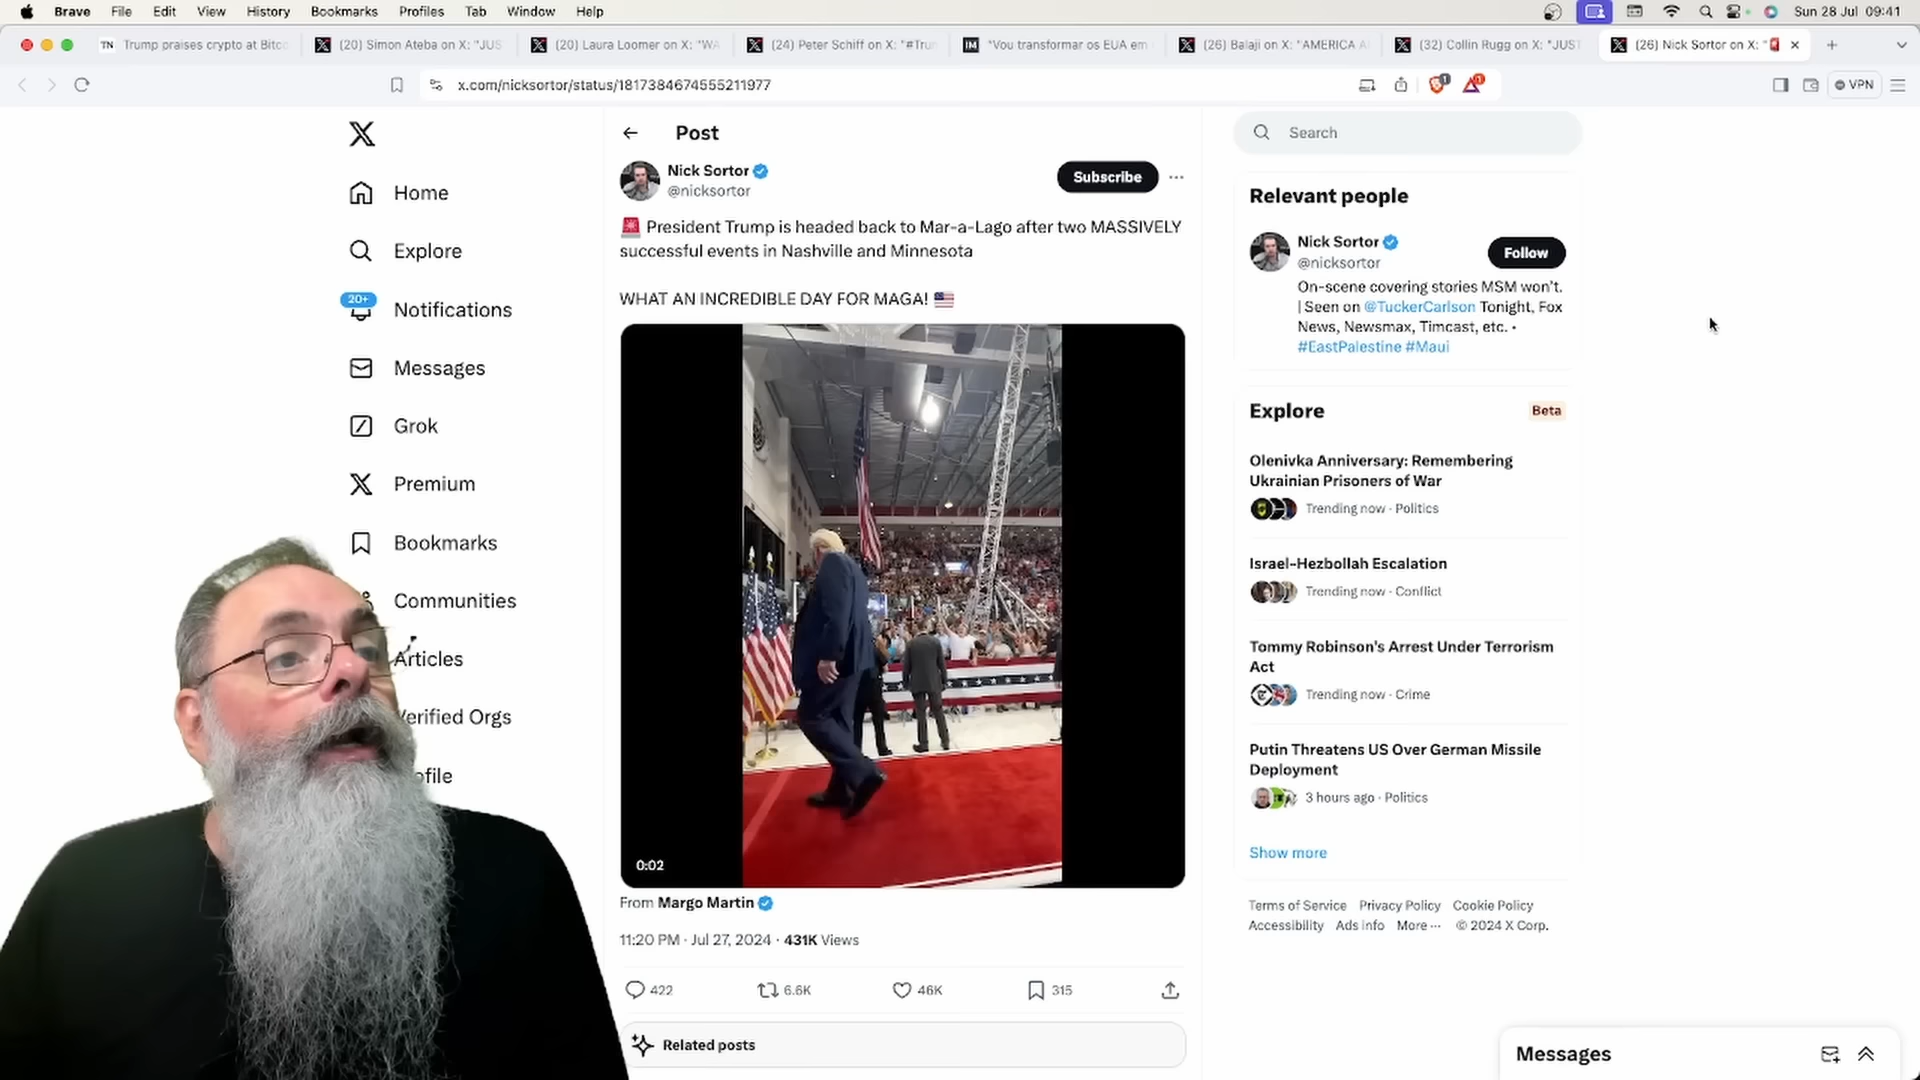 Brave File Edit View History Bookmarks Profiles Tab Window Help
Sun 28 Jul 09:41
TN Trump praises crypto at Bitco
(20) Simon Ateba on X: "JUS
(20) Laura Loomer on X: "WA
(24) Peter Schiff on X: "#Tru
IM "Vou transformar os EUA em
(26) Balaji on X: "AMERICA A
(32) Collin Rugg on X: "JUST
(26) Nick Sortor on X: "
x.com/nicksortor/status/1817384674555211977
1
1
VPN
Home
Explore
20+
Notifications
Messages
Grok
Premium
Bookmarks
Communities
Articles
Verified Orgs
ofile
Post
Nick Sortor
@nicksortor
Subscribe
President Trump is headed back to Mar-a-Lago after two MASSIVELY
successful events in Nashville and Minnesota
WHAT AN INCREDIBLE DAY FOR MAGA!
0:02
From Margo Martin
11:20 PM · Jul 27, 2024 · 431K Views
422 6.6K 46K 315
Related posts
Search
Relevant people
Nick Sortor
@nicksortor
Follow
On-scene covering stories MSM won't.
| Seen on @TuckerCarlson Tonight, Fox
News, Newsmax, Timcast, etc. •
#EastPalestine #Maui
Explore
Beta
Olenivka Anniversary: Remembering
Ukrainian Prisoners of War
Trending now · Politics
Israel-Hezbollah Escalation
Trending now · Conflict
Tommy Robinson's Arrest Under Terrorism
Act
Trending now · Crime
Putin Threatens US Over German Missile
Deployment
3 hours ago · Politics
Show more
Terms of Service Privacy Policy Cookie Policy
Accessibility Ads info More ··· © 2024 X Corp.
Messages